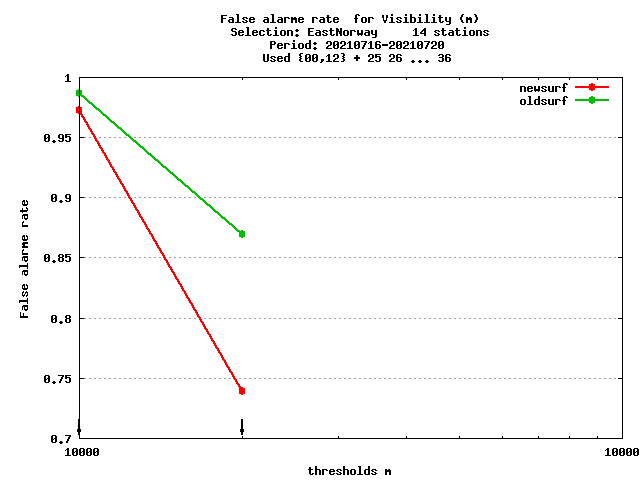 False alarme rate  for Visibility (m)
Selection: EastNorway     14 stations
Period: 20210716-20210720
Used {00,12} + 25 26 ... 36
newsurf
oldsurf
1
0.95
0.9
0.85
0.8
0.75
0.7
False alarme rate
10000
10000
thresholds m